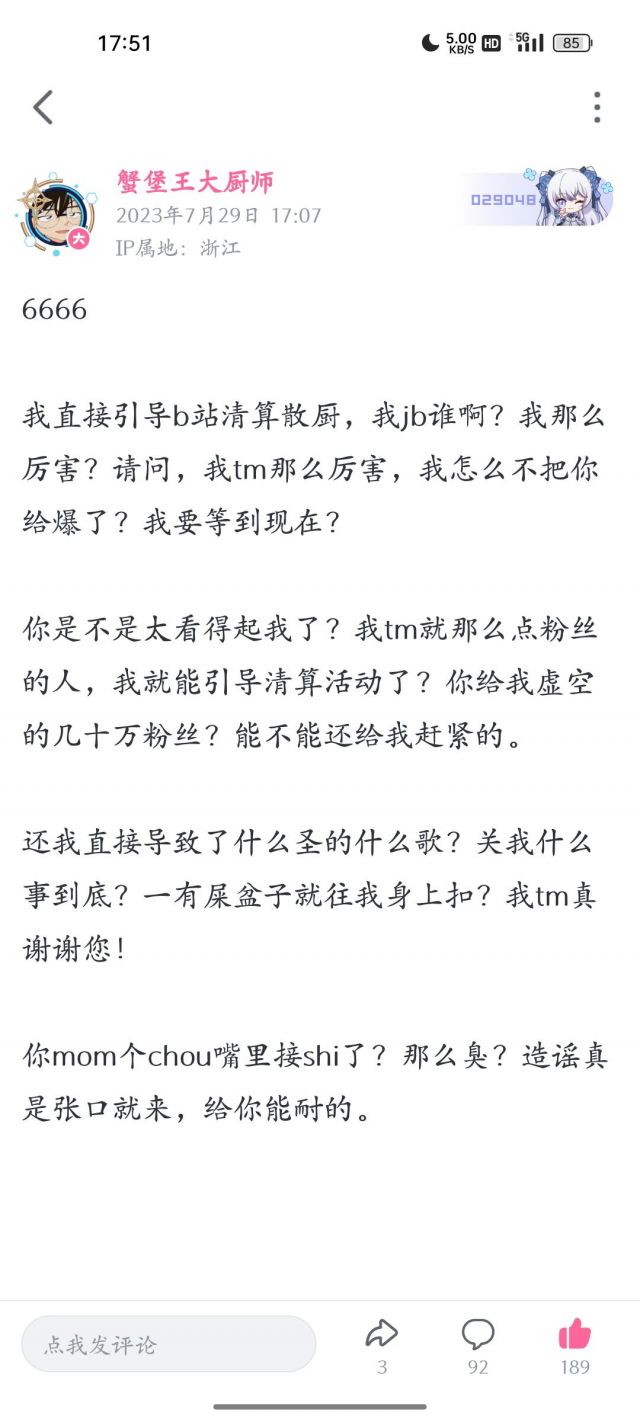 17:51
5.00
KB/S
HD
5G
85
蟹堡王大厨师
2023年7月29日 17:07
IP属地：浙江
大
029048
6666
我直接引导b站清算散厨，我jb谁啊？我那么
厉害？请问，我tm那么厉害，我怎么不把你
给爆了？我要等到现在？
你是不是太看得起我了？我tm就那么点粉丝
的人，我就能引导清算活动了？你给我虚空
的几十万粉丝？能不能还给我赶紧的。
还我直接导致了什么圣的什么歌？关我什么
事到底？一有屎盆子就往我身上扣？我tm真
谢谢您！
你mom个chou嘴里接shi了？那么臭？造谣真
是张口就来，给你能耐的。
点我发评论
3
92
189